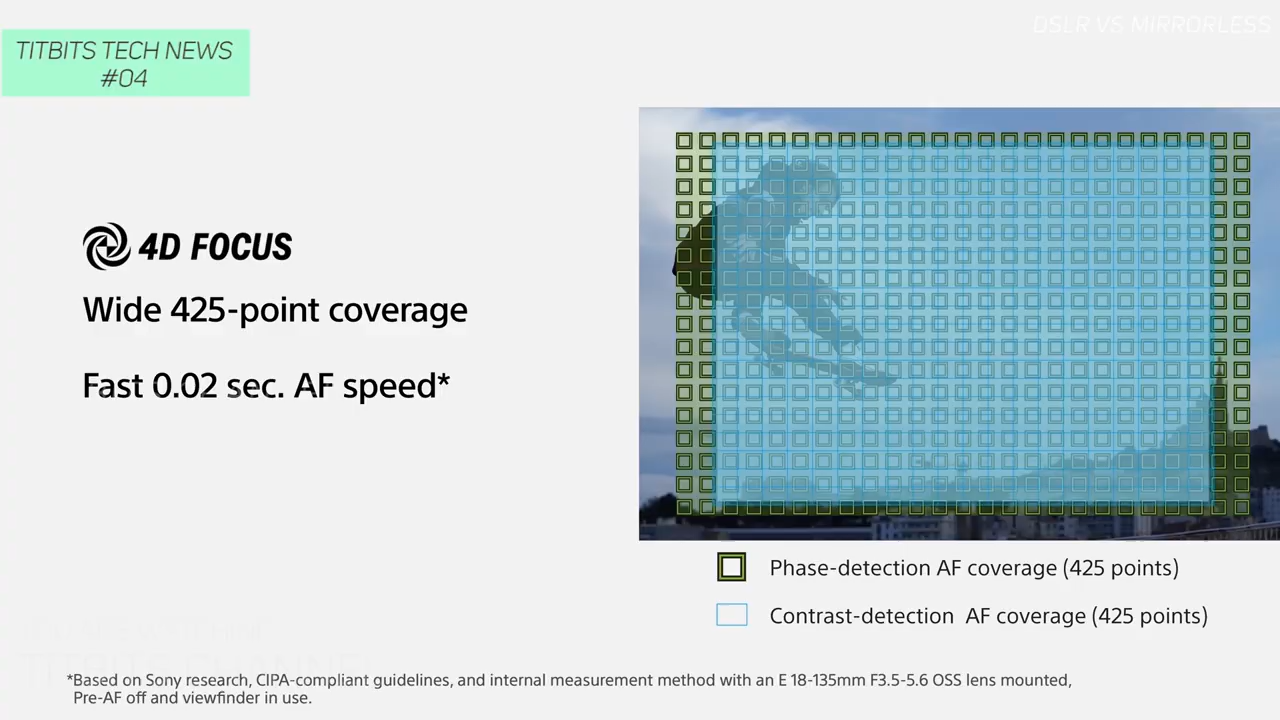 TITBITS TECH NEWS
#04
DSLR VS MIRRORLESS
4D FOCUS
Wide 425-point coverage
Fast 0.02 sec. AF speed*
Phase-detection AF coverage (425 points)
Contrast-detection AF coverage (425 points)
TITBITS CHANNEL
*Based on Sony research, CIPA-compliant guidelines, and internal measurement method with an E 18-135mm F3.5-5.6 OSS lens mounted,
Pre-AF off and viewfinder in use.